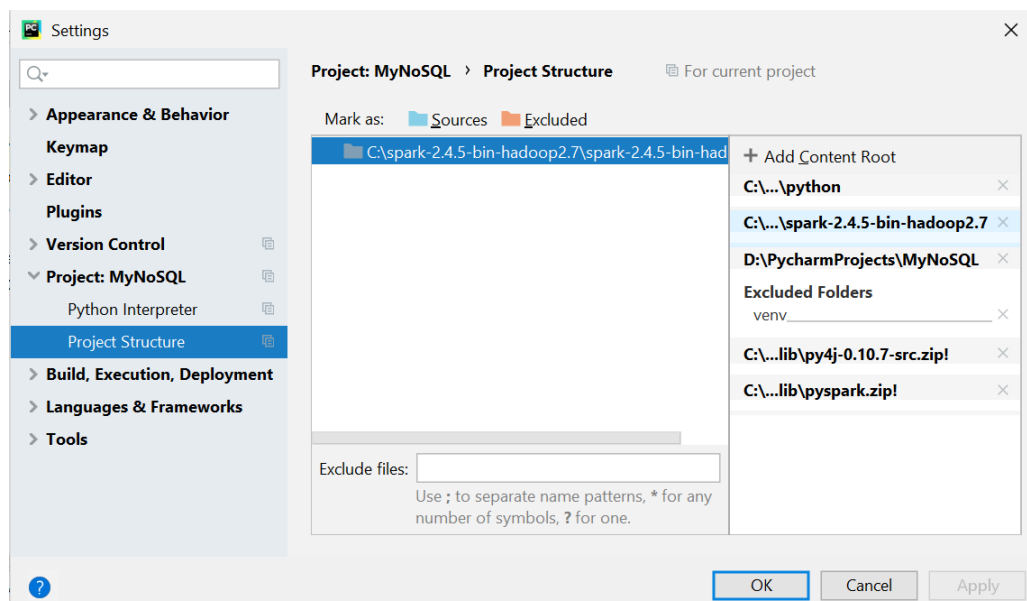 PC Settings
Project: MyNoSQL > Project Structure For current project
Appearance & Behavior
Keymap
Editor
Plugins
Version Control
Project: MyNoSQL
Python Interpreter
Project Structure
Build, Execution, Deployment
Languages & Frameworks
Tools
Mark as: Sources Excluded
C:\spark-2.4.5-bin-hadoop2.7\spark-2.4.5-bin-had
Exclude files:
Use ; to separate name patterns, * for any
number of symbols, ? for one.
+ Add Content Root
C:\...\python
C:\...\spark-2.4.5-bin-hadoop2.7
D:\PycharmProjects\MyNoSQL
Excluded Folders
venv
C:\...lib\py4j-0.10.7-src.zip!
C:\...lib\pyspark.zip!
? OK Cancel Apply